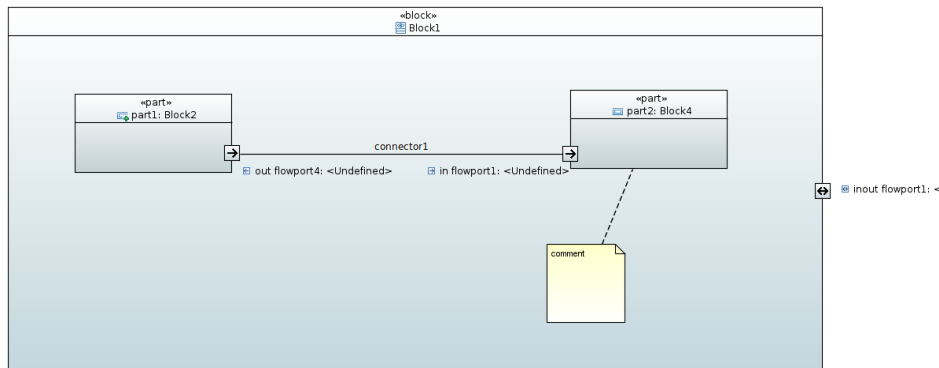 «block»
Block1
«part»
part1: Block2
«part»
part2: Block4
connector1
out flowport4: <Undefined>
in flowport1: <Undefined>
inout flowport1: <
comment